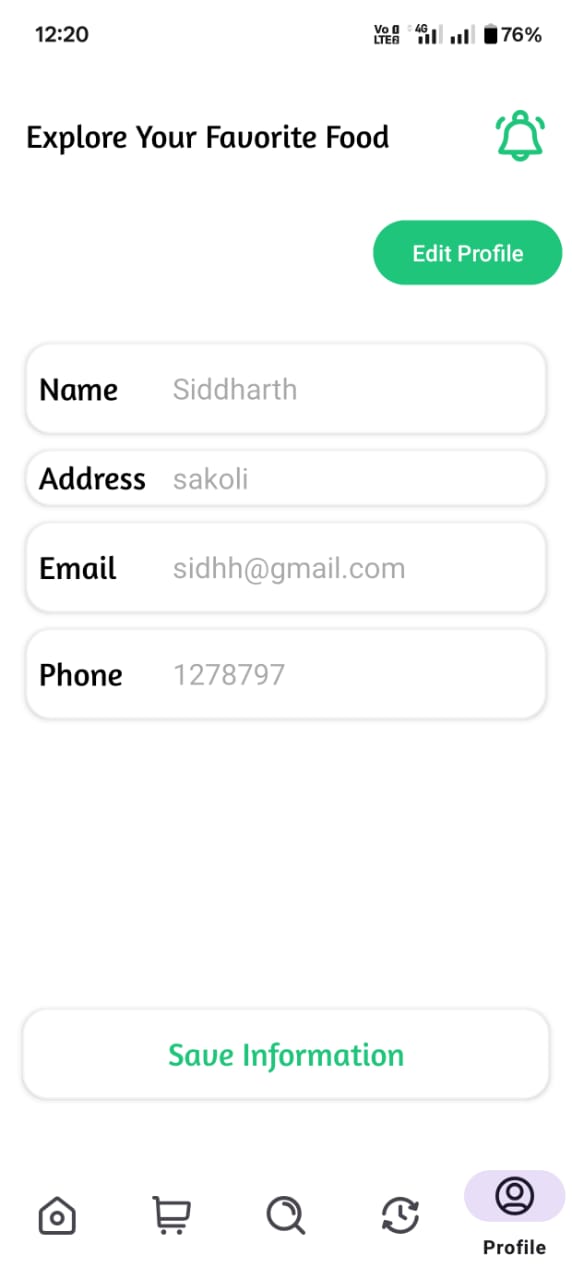 12:20 Vo LTE2 4G 76%
Explore Your Favorite Food
Edit Profile
Name Siddharth
Address sakoli
Email sidhh@gmail.com
Phone 1278797
Save Information
Profile